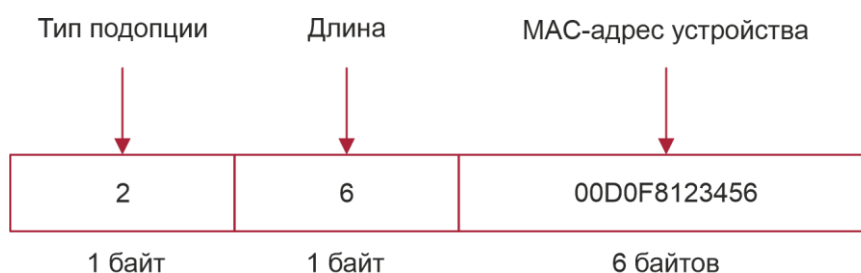 Тип подопции Длина MAC-адрес устройства
2 6 00D0F8123456
1 байт 1 байт 6 байтов